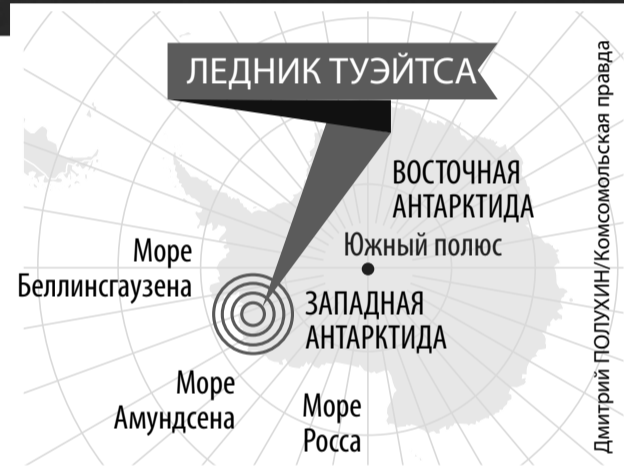 ЛЕДНИК ТУЭЙТСА
ВОСТОЧНАЯ
АНТАРКТИДА
Южный полюс
Море
Беллинсгаузена
ЗАПАДНАЯ
АНТАРКТИДА
Море
Амундсена
Море
Росса
Дмитрий ПОЛУХИН/Комсомольская правда